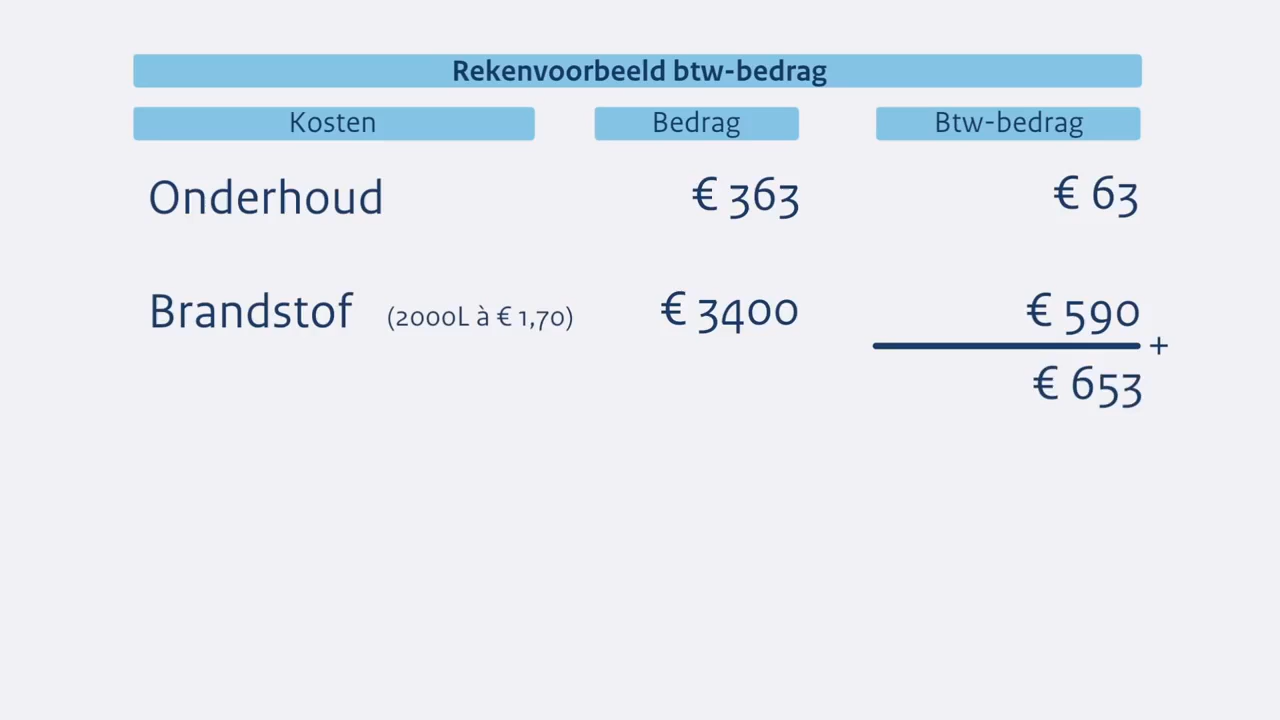 Rekenvoorbeeld btw-bedrag
Kosten Bedrag Btw-bedrag
Onderhoud € 363 € 63
Brandstof (2000L à € 1,70) € 3400 € 590
+
€ 653